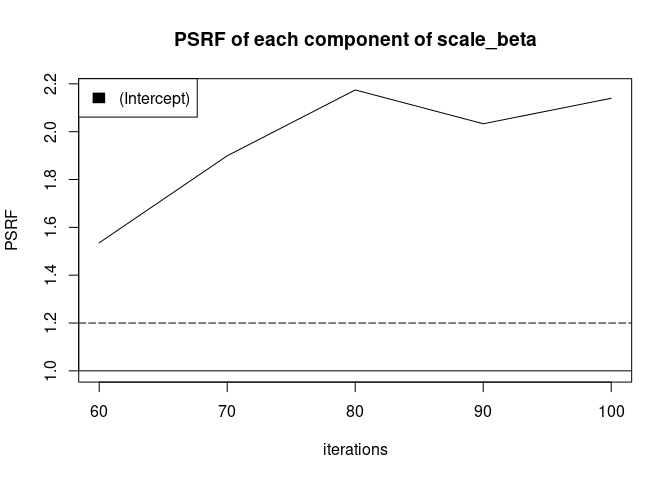 PSRF of each component of scale_beta
(Intercept)
2.2
2.0
1.8
1.6
1.4
1.2
1.0
PSRF
60 70 80 90 100
iterations